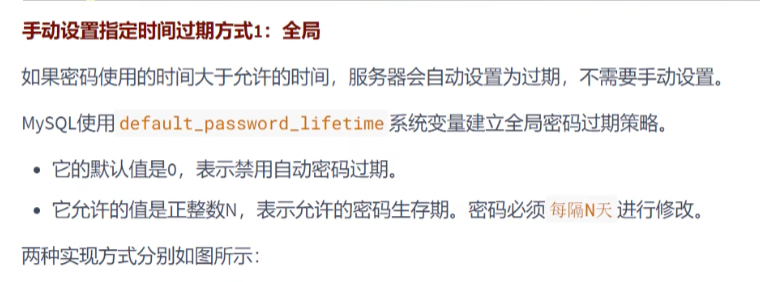 手动设置指定时间过期方式1：全局
如果密码使用的时间大于允许的时间，服务器会自动设置为过期，不需要手动设置。
MySQL使用 default_password_lifetime 系统变量建立全局密码过期策略。
• 它的默认值是0，表示禁用自动密码过期。
• 它允许的值是正整数N，表示允许的密码生存期。密码必须 每隔N天 进行修改。
两种实现方式分别如图所示：